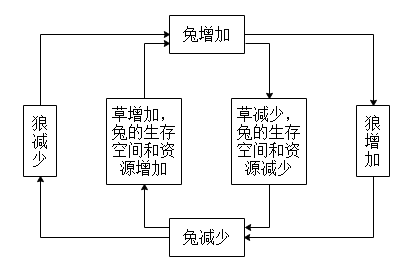 兔增加
狼减少
草增加，
兔的生存
空间和资
源增加
草减少，
兔的生存
空间和资
源减少
狼增加
兔减少